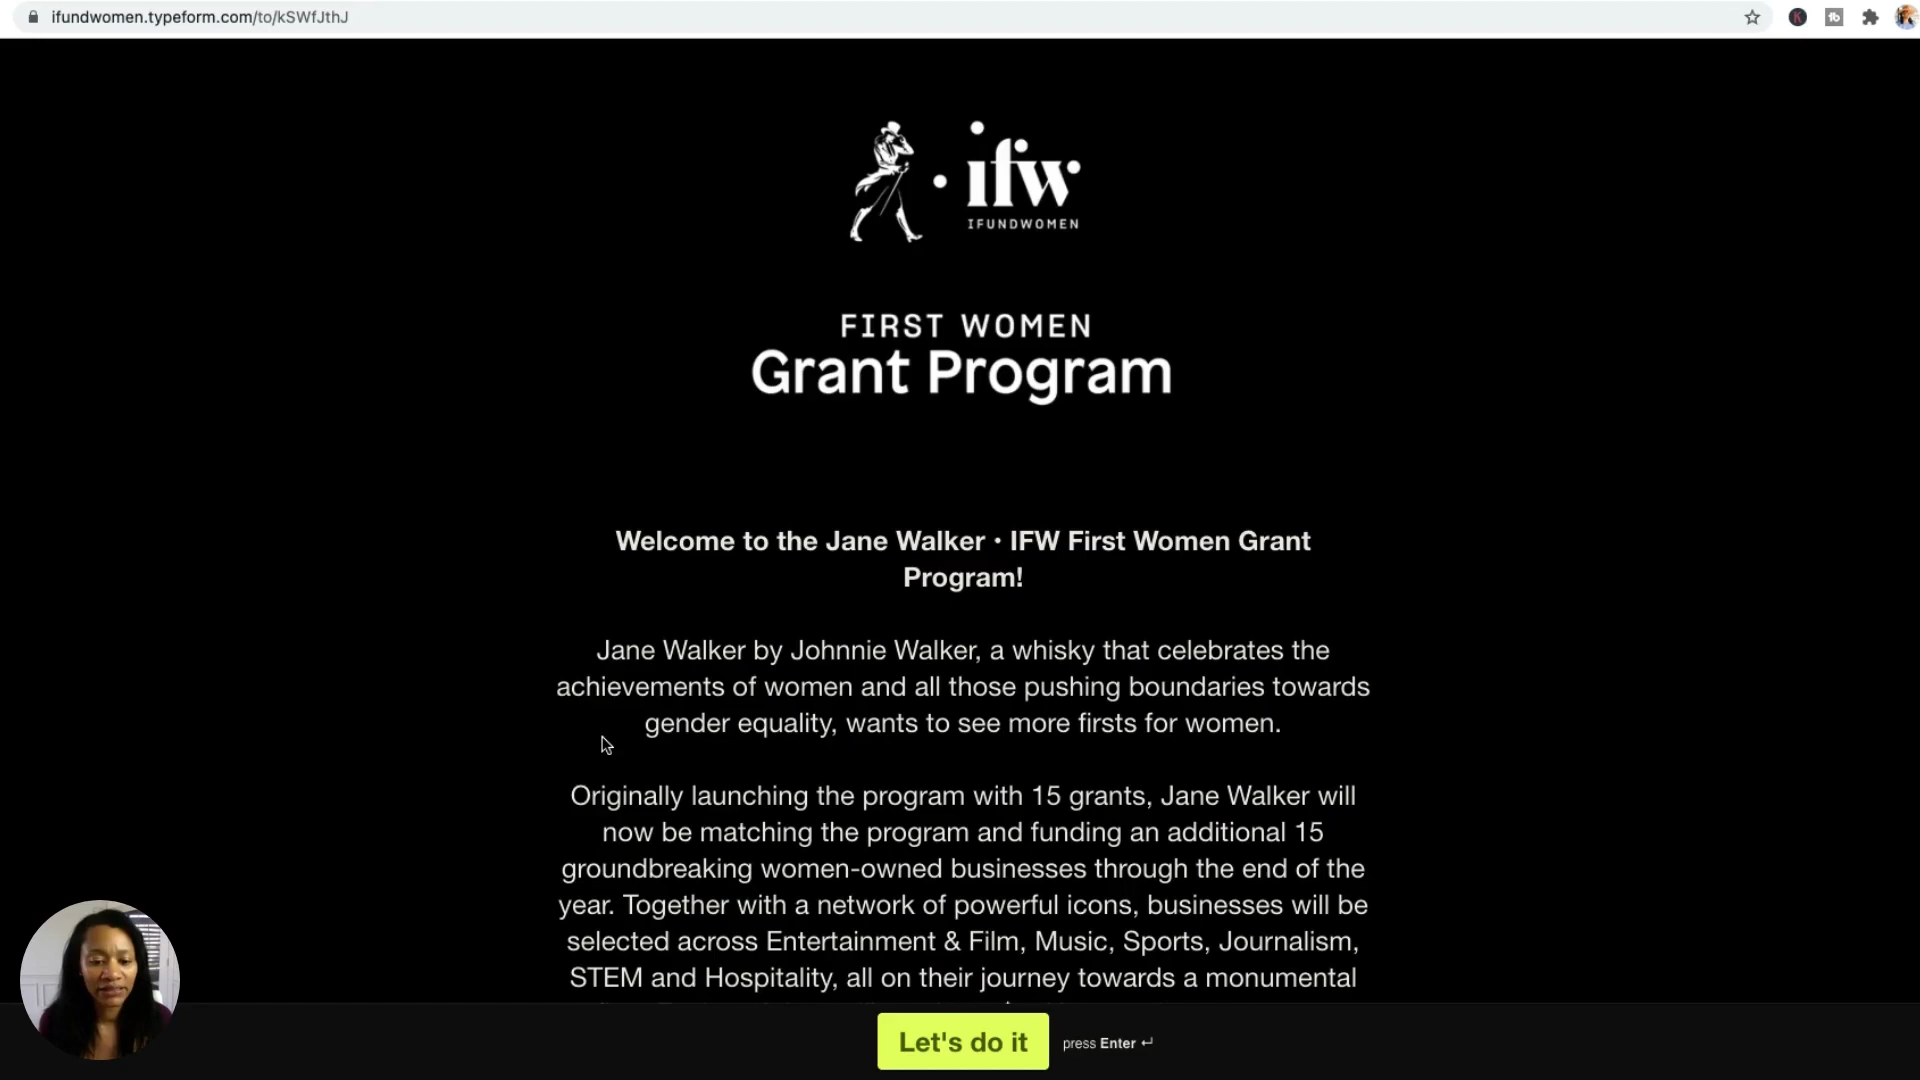 ifundwomen.typeform.com/to/kSWfJthJ
ifw
IFUNDWOMEN
FIRST WOMEN
Grant Program
Welcome to the Jane Walker · IFW First Women Grant
Program!
Jane Walker by Johnnie Walker, a whisky that celebrates the
achievements of women and all those pushing boundaries towards
gender equality, wants to see more firsts for women.
Originally launching the program with 15 grants, Jane Walker will
now be matching the program and funding an additional 15
groundbreaking women-owned businesses through the end of the
year. Together with a network of powerful icons, businesses will be
selected across Entertainment & Film, Music, Sports, Journalism,
STEM and Hospitality, all on their journey towards a monumental
Let's do it press Enter ↵